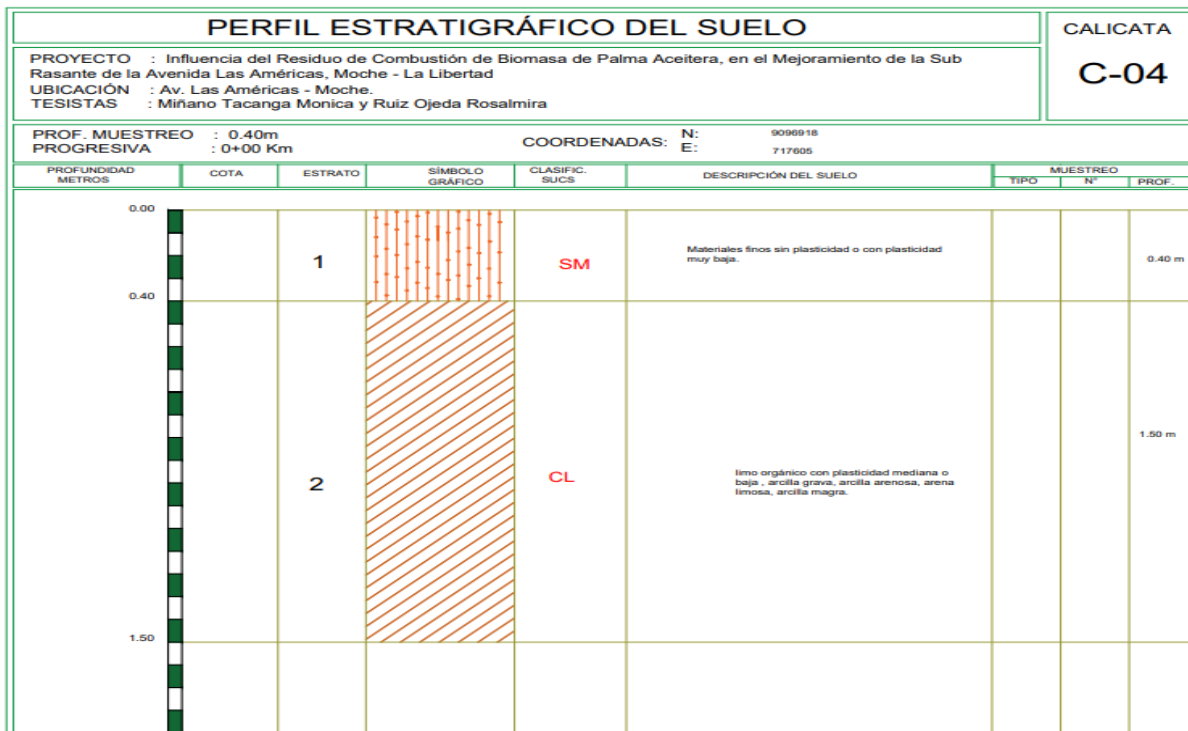 PERFIL ESTRATIGRÁFICO DEL SUELO
CALICATA
C-04
PROYECTO : Influencia del Residuo de Combustión de Biomasa de Palma Aceitera, en el Mejoramiento de la Sub
Rasante de la Avenida Las Américas, Moche - La Libertad
UBICACIÓN : Av. Las Américas - Moche.
TESISTAS : Miñano Tacanga Monica y Ruiz Ojeda Rosalmira
PROF. MUESTREO : 0.40m
PROGRESIVA : 0+00 Km
COORDENADAS:
N: 9096918
E: 717605
PROFUNDIDAD
METROS
COTA
ESTRATO
SÍMBOLO
GRÁFICO
CLASIFIC.
SUCS
DESCRIPCIÓN DEL SUELO
MUESTREO
TIPO
N°
PROF.
0.00
1
SM
Materiales finos sin plasticidad o con plasticidad
muy baja.
0.40 m
0.40
1.50 m
2
CL
limo orgánico con plasticidad mediana o
baja , arcilla grava, arcilla arenosa, arena
limosa, arcilla magra.
1.50